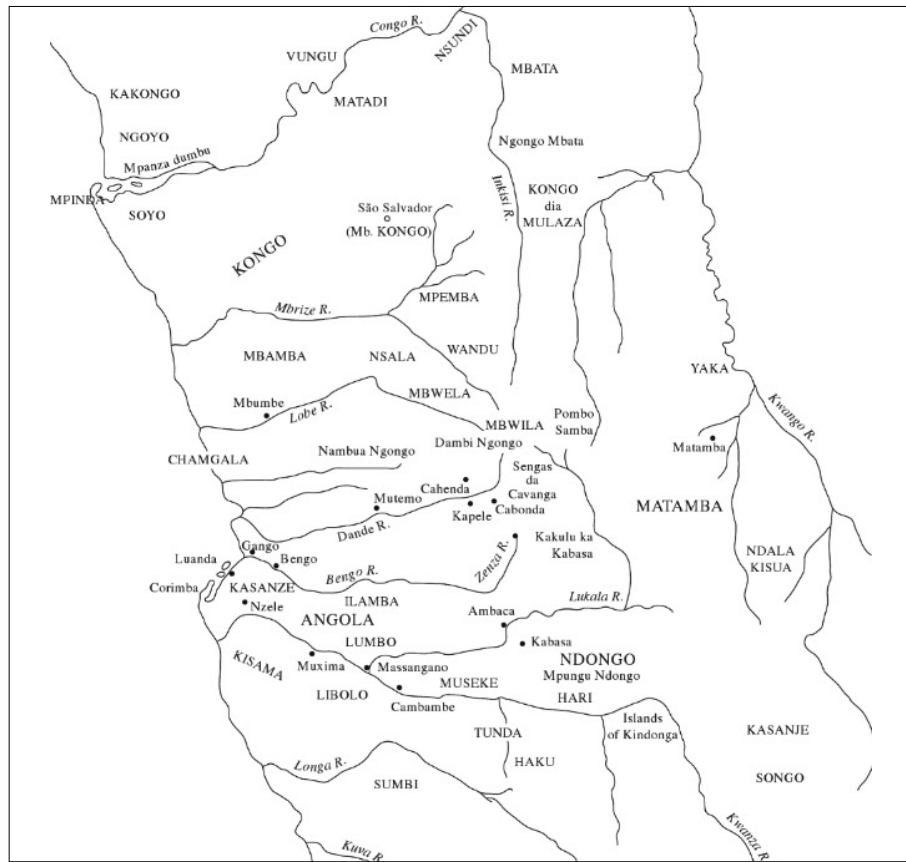 Congo R.
NSUNDI
VUNGU
MBATA
KAKONGO
MATADI
NGOYO
Ngongo Mbata
Mpanza dumbu
Inkisi R.
KONGO
dia
MULAZA
MPINDA
SOYO
São Salvador
(Mb. KONGO)
KONGO
MPEMBA
Mbrize R.
WANDU
MBAMBA
NSALA
YAKA
MBWELA
Kwango R.
Mbumbe
Lobe R.
MBWILA
Pombo
Samba
Dambi Ngongo
Matamba
Nambua Ngongo
CHAMGALA
Sengas
da
Cavanga
Cahenda
Mutemo
Kapele
Cabonda
MATAMBA
Dande R.
Kakulu ka
Kabasa
Gango
Luanda
Bengo
Zenza R.
NDALA
KISUA
Corimba
Bengo R.
KASANZE
ILAMBA
Lukala R.
Nzele
ANGOLA
Ambaca
LUMBO
Kabasa
KISAMA
Muxima
Massangano
NDONGO
Mpungu Ndongo
MUSEKE
LIBOLO
HARI
Cambambe
Islands
of Kindonga
TUNDA
KASANJE
HAKU
Longa R.
SUMBI
SONGO
Kwanza R.
Kuva R.